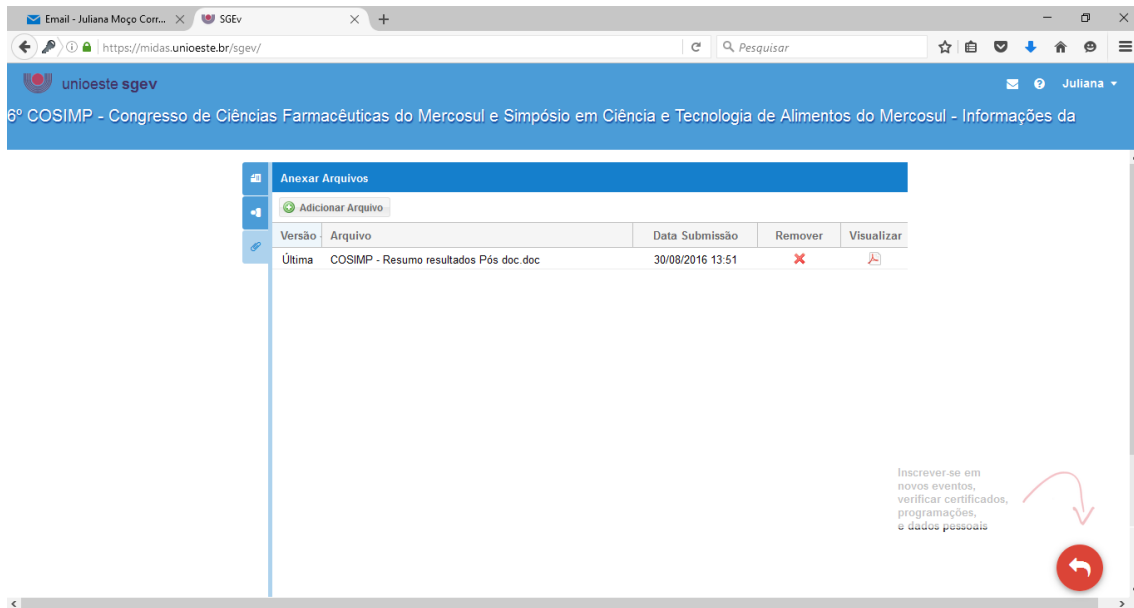 Email - Juliana Moço Corr...
SGEv
https://midas.unioeste.br/sgev/
Pesquisar
unioeste sgev
Juliana
6º COSIMP - Congresso de Ciências Farmacêuticas do Mercosul e Simpósio em Ciência e Tecnologia de Alimentos do Mercosul - Informações da
Anexar Arquivos
Adicionar Arquivo
Versão Arquivo Data Submissão Remover Visualizar
Última COSIMP - Resumo resultados Pós doc.doc 30/08/2016 13:51
Inscrever-se em
novos eventos,
verificar certificados,
programações,
e dados pessoais